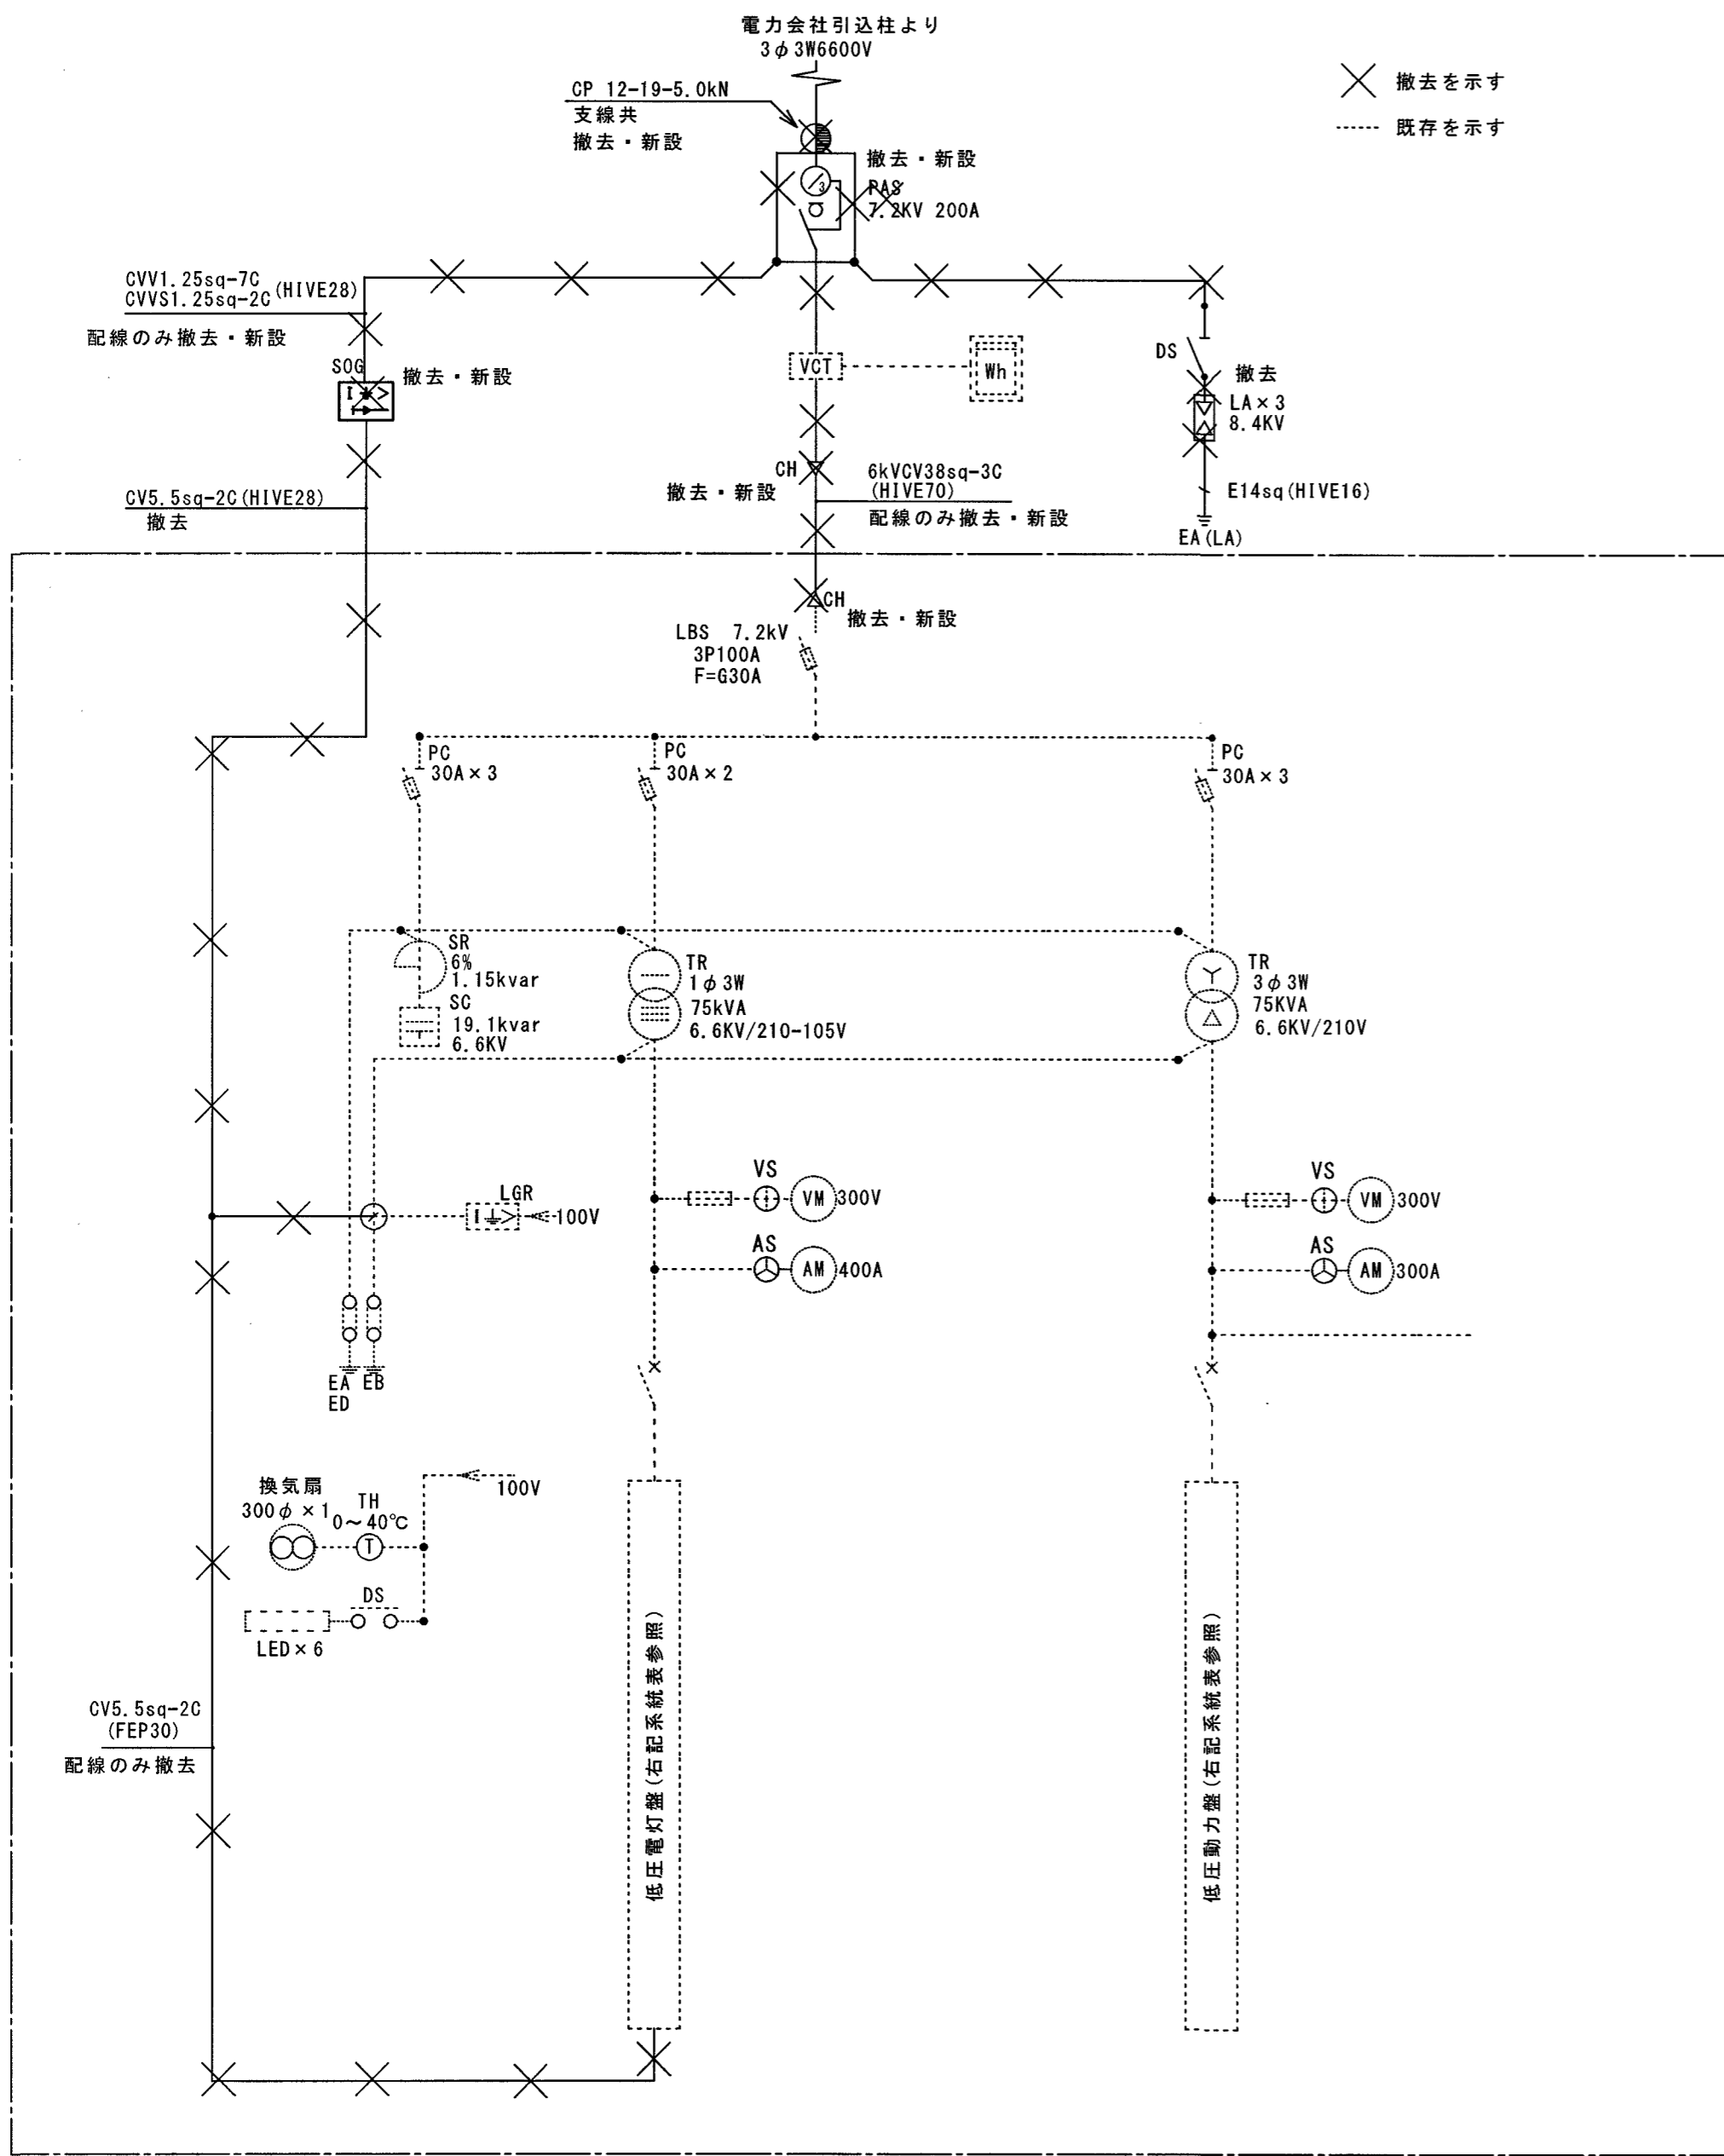 電力会社引込柱より
3φ3W6600V
撤去を示す
既存を示す
CP 12-19-5.0kN
支線共
撤去・新設
撤去・新設
PAS
7.2KV 200A
3
CVV1.25sq-7C
CVVS1.25sq-2C
(HIVE28)
配線のみ撤去・新設
SOG
撤去・新設
I
VCT
Wh
DS
撤去
LA×3
8.4KV
CH
撤去・新設
6kVCV38sq-3C
(HIVE70)
配線のみ撤去・新設
E14sq(HIVE16)
EA(LA)
CV5.5sq-2C(HIVE28)
撤去
CH
撤去・新設
LBS 7.2kV
3P100A
F=G30A
PC
30A×3
PC
30A×2
PC
30A×3
SR
6%
1.15kvar
SC
19.1kvar
6.6KV
TR
1φ3W
75kVA
6.6KV/210-105V
TR
3φ3W
75KVA
6.6KV/210V
VS
VM
300V
AS
AM
400A
VS
VM
300V
AS
AM
300A
LGR
I
100V
EA
ED
EB
換気扇
300φ×1
TH
0～40℃
T
100V
DS
LED×6
CV5.5sq-2C
(FEP30)
配線のみ撤去
低圧電灯盤(右記系統表参照)
低圧動力盤(右記系統表参照)